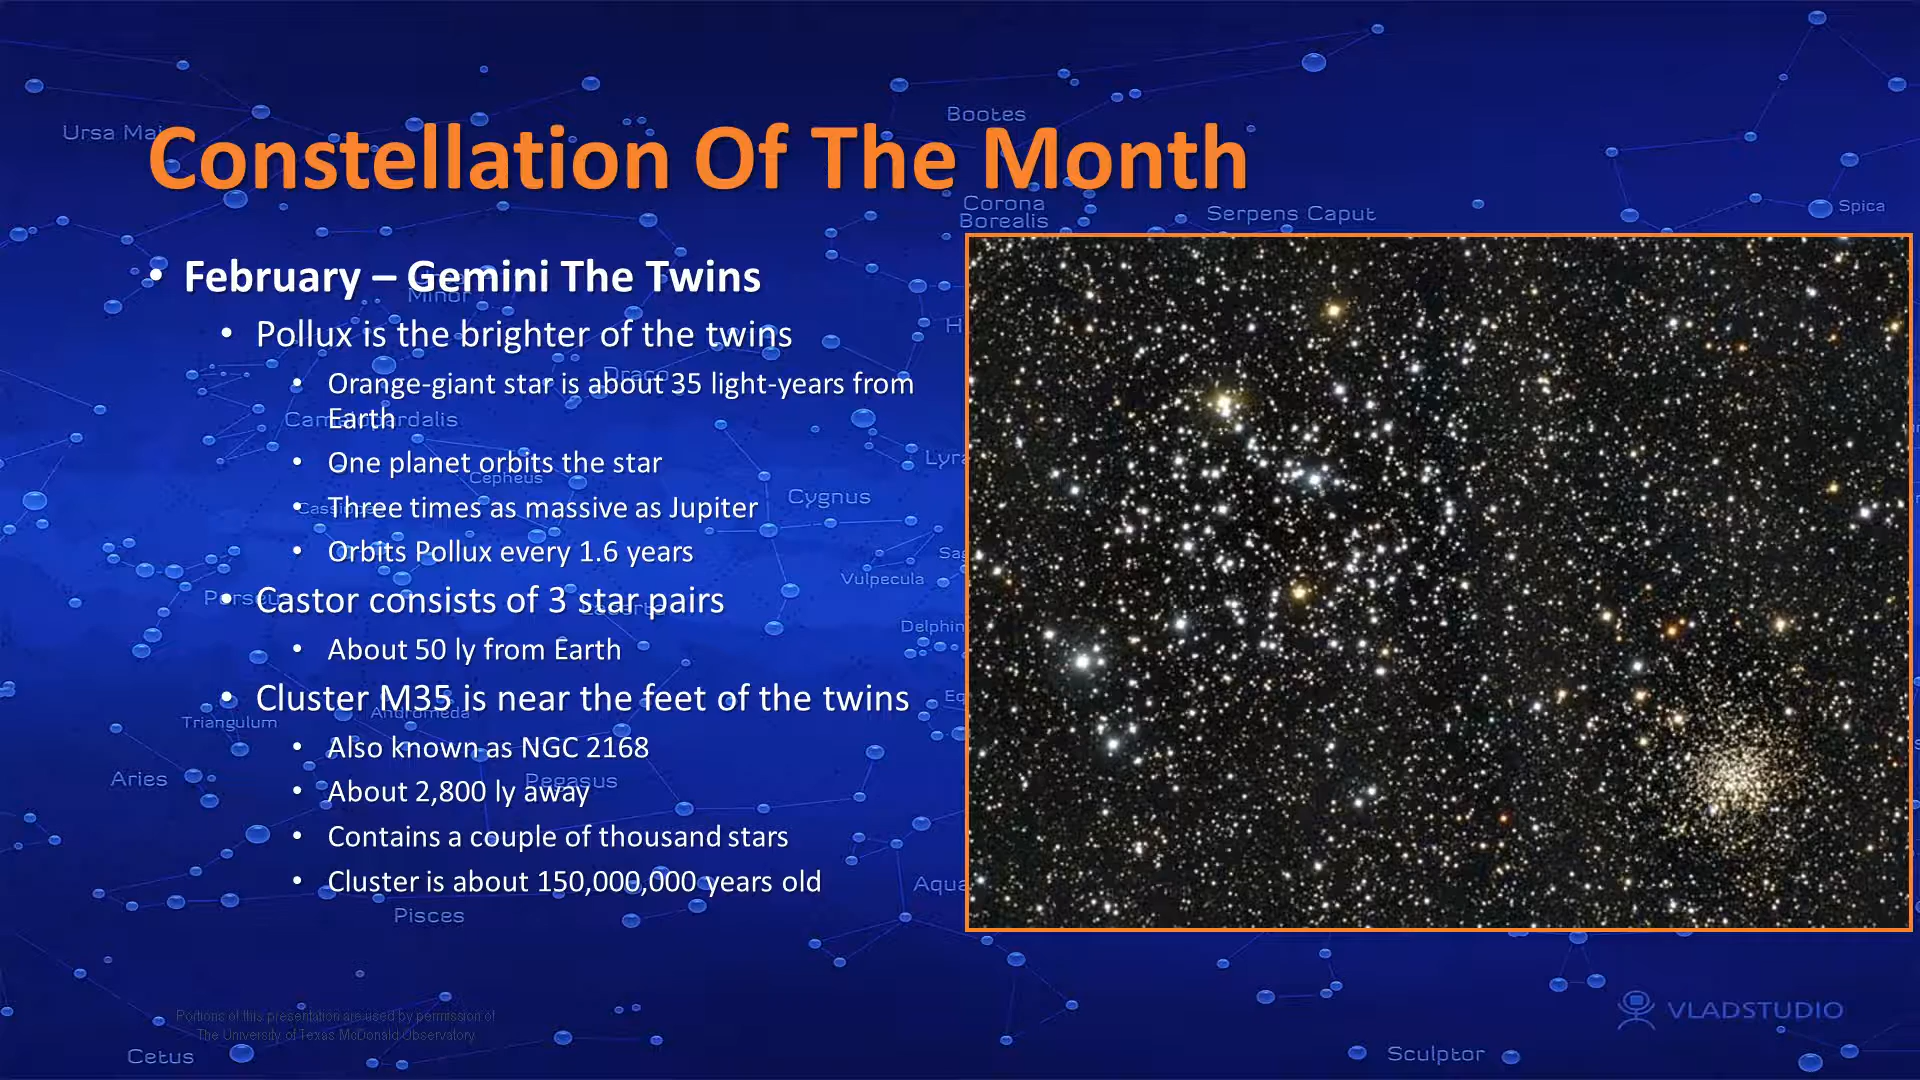 Constellation Of The Month
• February – Gemini The Twins
• Pollux is the brighter of the twins
• Orange-giant star is about 35 light-years from
Earth
• One planet orbits the star
• Three times as massive as Jupiter
• Orbits Pollux every 1.6 years
• Castor consists of 3 star pairs
• About 50 ly from Earth
• Cluster M35 is near the feet of the twins
• Also known as NGC 2168
• About 2,800 ly away
• Contains a couple of thousand stars
• Cluster is about 150,000,000 years old
Portions of this presentation are used by permission of
The University of Texas McDonald Observatory
Bootes
Corona
Borealis
Serpens Caput
Spica
Minor
Draco
Cepheus
Cygnus
Vulpecula
Triangulum
Andromeda
Aries
Pegasus
Pisces
Cetus
Sculptor
VLADSTUDIO